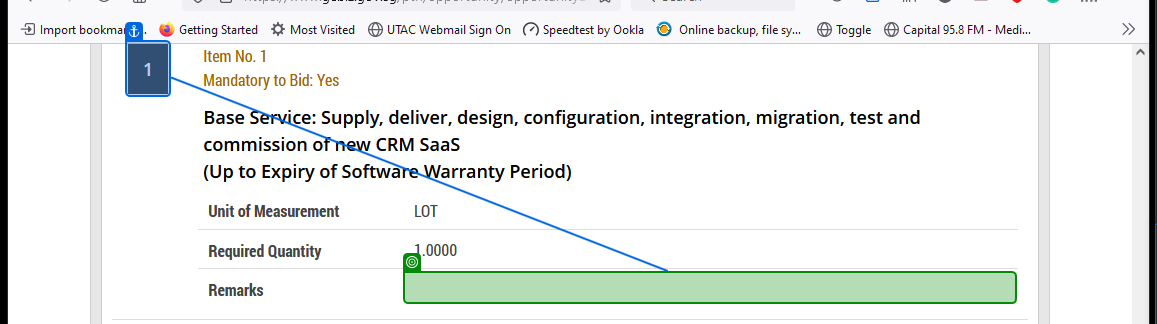 Import bookmar...
Getting Started
Most Visited
UTAC Webmail Sign On
Speedtest by Ookla
Online backup, file sy...
Toggle
Capital 95.8 FM - Medi...
1
Item No. 1
Mandatory to Bid: Yes
Base Service: Supply, deliver, design, configuration, integration, migration, test and
commission of new CRM SaaS
(Up to Expiry of Software Warranty Period)
Unit of Measurement LOT
Required Quantity 1.0000
Remarks